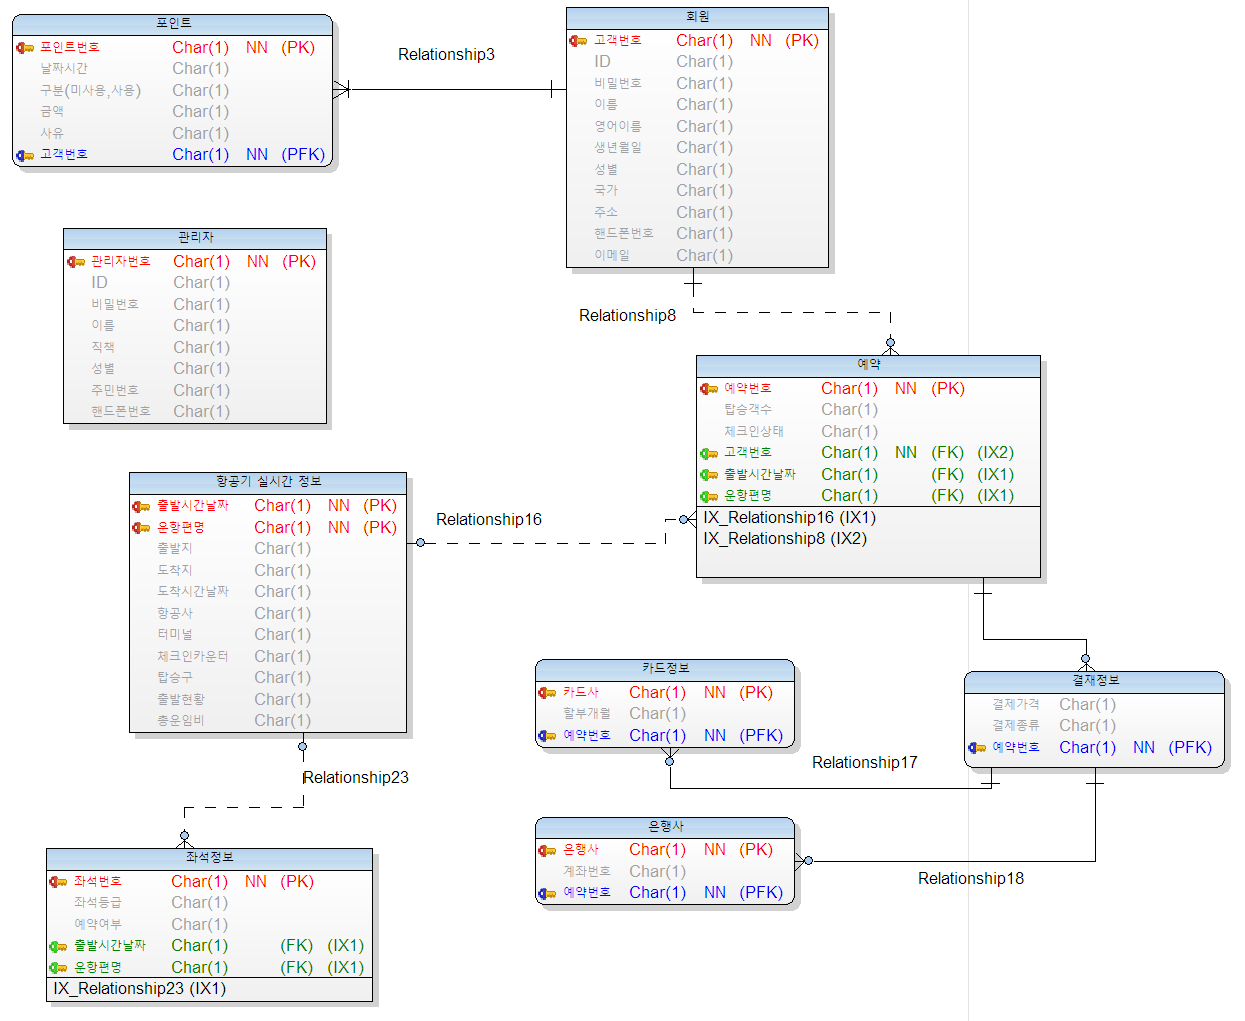 포인트
포인트번호 Char(1) NN (PK)
날짜시간 Char(1)
구분(미사용,사용) Char(1)
금액 Char(1)
사유 Char(1)
고객번호 Char(1) NN (PFK)
Relationship3
회원
고객번호 Char(1) NN (PK)
ID Char(1)
비밀번호 Char(1)
이름 Char(1)
영어이름 Char(1)
생년월일 Char(1)
성별 Char(1)
국가 Char(1)
주소 Char(1)
핸드폰번호 Char(1)
이메일 Char(1)
관리자
관리자번호 Char(1) NN (PK)
ID Char(1)
비밀번호 Char(1)
이름 Char(1)
직책 Char(1)
성별 Char(1)
주민번호 Char(1)
핸드폰번호 Char(1)
Relationship8
예약
예약번호 Char(1) NN (PK)
탑승객수 Char(1)
체크인상태 Char(1)
고객번호 Char(1) NN (FK) (IX2)
출발시간날짜 Char(1) (FK) (IX1)
운항편명 Char(1) (FK) (IX1)
IX_Relationship16 (IX1)
IX_Relationship8 (IX2)
항공기 실시간 정보
출발시간날짜 Char(1) NN (PK)
운항편명 Char(1) NN (PK)
출발지 Char(1)
도착지 Char(1)
도착시간날짜 Char(1)
항공사 Char(1)
터미널 Char(1)
체크인카운터 Char(1)
탑승구 Char(1)
출발현황 Char(1)
총운임비 Char(1)
Relationship16
카드정보
카드사 Char(1) NN (PK)
할부개월 Char(1)
예약번호 Char(1) NN (PFK)
결재정보
결제가격 Char(1)
결제종류 Char(1)
예약번호 Char(1) NN (PFK)
Relationship17
Relationship23
은행사
은행사 Char(1) NN (PK)
계좌번호 Char(1)
예약번호 Char(1) NN (PFK)
Relationship18
좌석정보
좌석번호 Char(1) NN (PK)
좌석등급 Char(1)
예약여부 Char(1)
출발시간날짜 Char(1) (FK) (IX1)
운항편명 Char(1) (FK) (IX1)
IX_Relationship23 (IX1)